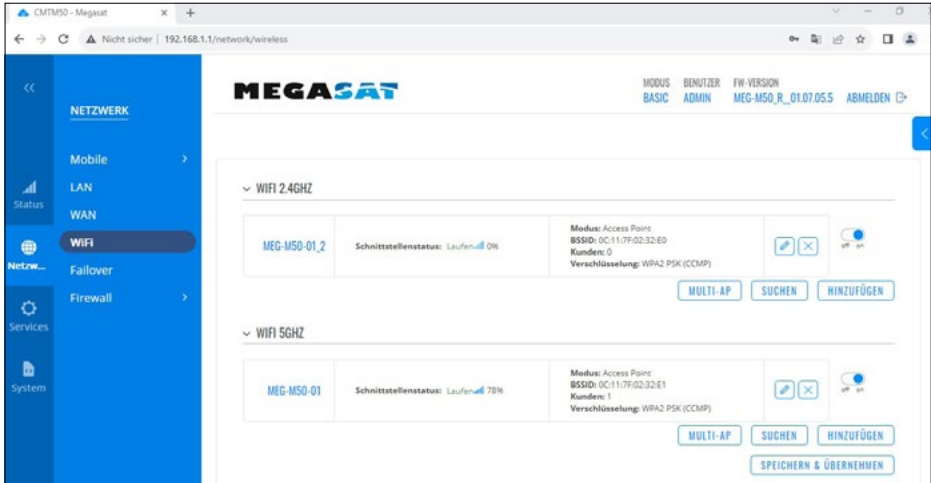 CMTM50 - Megasat
Nicht sicher | 192.168.1.1/network/wireless
MEGASAT
MODUS BENUTZER FW-VERSION
BASIC ADMIN MEG-M50_R_01.07.05.5 ABMELDEN
NETZWERK
Mobile
LAN
WAN
WiFi
Failover
Firewall
Status
Netzw...
Services
System
WIFI 2.4GHZ
MEG-M50-01_2
Schnittstellenstatus: Laufen 0%
Modus: Access Point
BSSID: 0C:11:7F:02:32:E0
Kunden: 0
Verschlüsselung: WPA2 PSK (CCMP)
off on
MULTI-AP SUCHEN HINZUFÜGEN
WIFI 5GHZ
MEG-M50-01
Schnittstellenstatus: Laufen 78%
Modus: Access Point
BSSID: 0C:11:7F:02:32:E1
Kunden: 1
Verschlüsselung: WPA2 PSK (CCMP)
off on
MULTI-AP SUCHEN HINZUFÜGEN
SPEICHERN & ÜBERNEHMEN